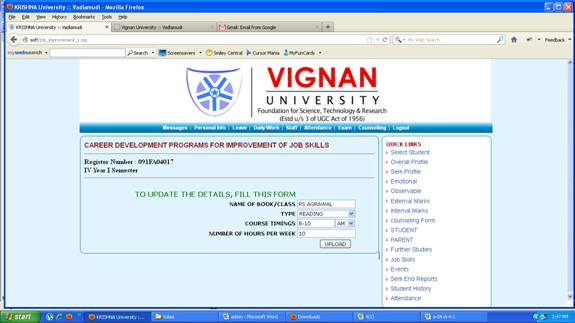 KRISHNA University :: Vadlamudi - Mozilla Firefox
File Edit View History Bookmarks Tools Help
KRISHNA University :: Vadlamudi
Vignan University :: Vadlamudi
Gmail: Email from Google
soft/job_improvement_1.jsp
My Web Search
Feedback
mywebsearch
Search
Screensavers
Smiley Central
Cursor Mania
MyFunCards
VIGNAN
UNIVERSITY
Foundation for Science, Technology & Research
(Estd u/s 3 of UGC Act of 1956)
Messages | Personal Info | Leave | Daily Work | Staff | Attendance | Exam | Counselling | Logout
CAREER DEVELOPMENT PROGRAMS FOR IMPROVEMENT OF JOB SKILLS
Register Number : 091FA04017
IV Year I Semester
TO UPDATE THE DETAILS, FILL THIS FORM
NAME OF BOOK/CLASS RS AGRAWAL
TYPE READING
COURSE TIMINGS 8-10 AM
NUMBER OF HOURS PER WEEK 10
UPLOAD
QUICK LINKS
Select Student
Overall Profile
Sem Profile
Emotional
Observable
External Marks
Internal Marks
counseling Form
STUDENT
PARENT
Further Studies
Job Skills
Events
Sem End Reports
Student History
Attendance
start
KRISHNA University :...
tulasi
admin - Microsoft Word
Downloads
4(1)